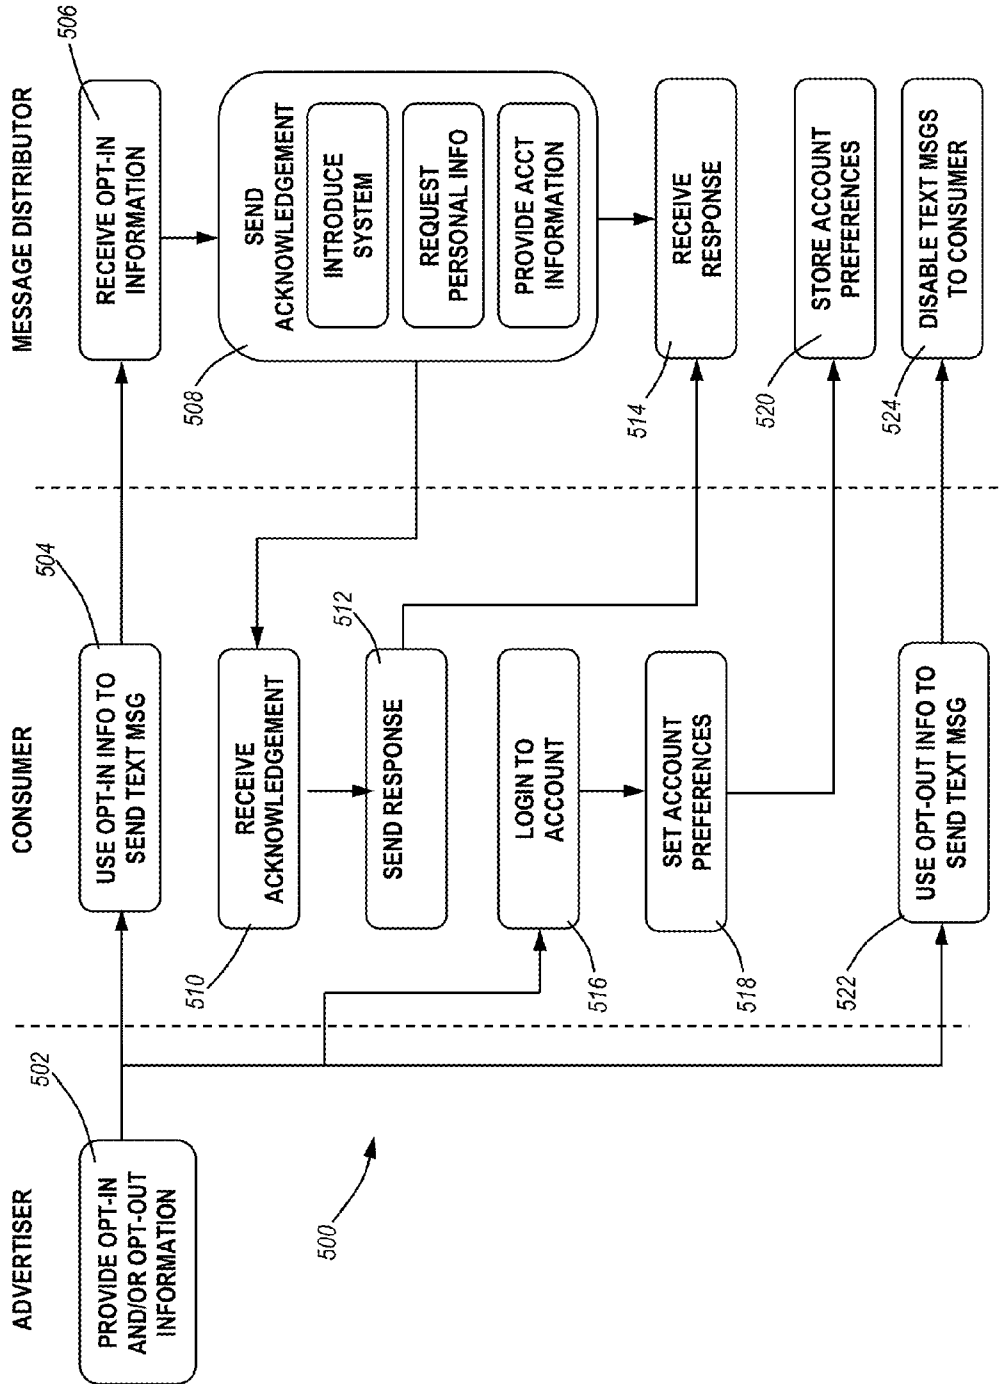 ADVERTISER
CONSUMER
MESSAGE DISTRIBUTOR
502
PROVIDE OPT-IN
AND/OR OPT-OUT
INFORMATION
504
USE OPT-IN INFO TO
SEND TEXT MSG
506
RECEIVE OPT-IN
INFORMATION
508
SEND
ACKNOWLEDGEMENT
INTRODUCE
SYSTEM
REQUEST
PERSONAL INFO
PROVIDE ACCT
INFORMATION
510
RECEIVE
ACKNOWLEDGEMENT
512
SEND RESPONSE
514
RECEIVE
RESPONSE
516
LOGIN TO
ACCOUNT
518
SET ACCOUNT
PREFERENCES
520
STORE ACCOUNT
PREFERENCES
522
USE OPT-OUT INFO TO
SEND TEXT MSG
524
DISABLE TEXT MSGS
TO CONSUMER
500